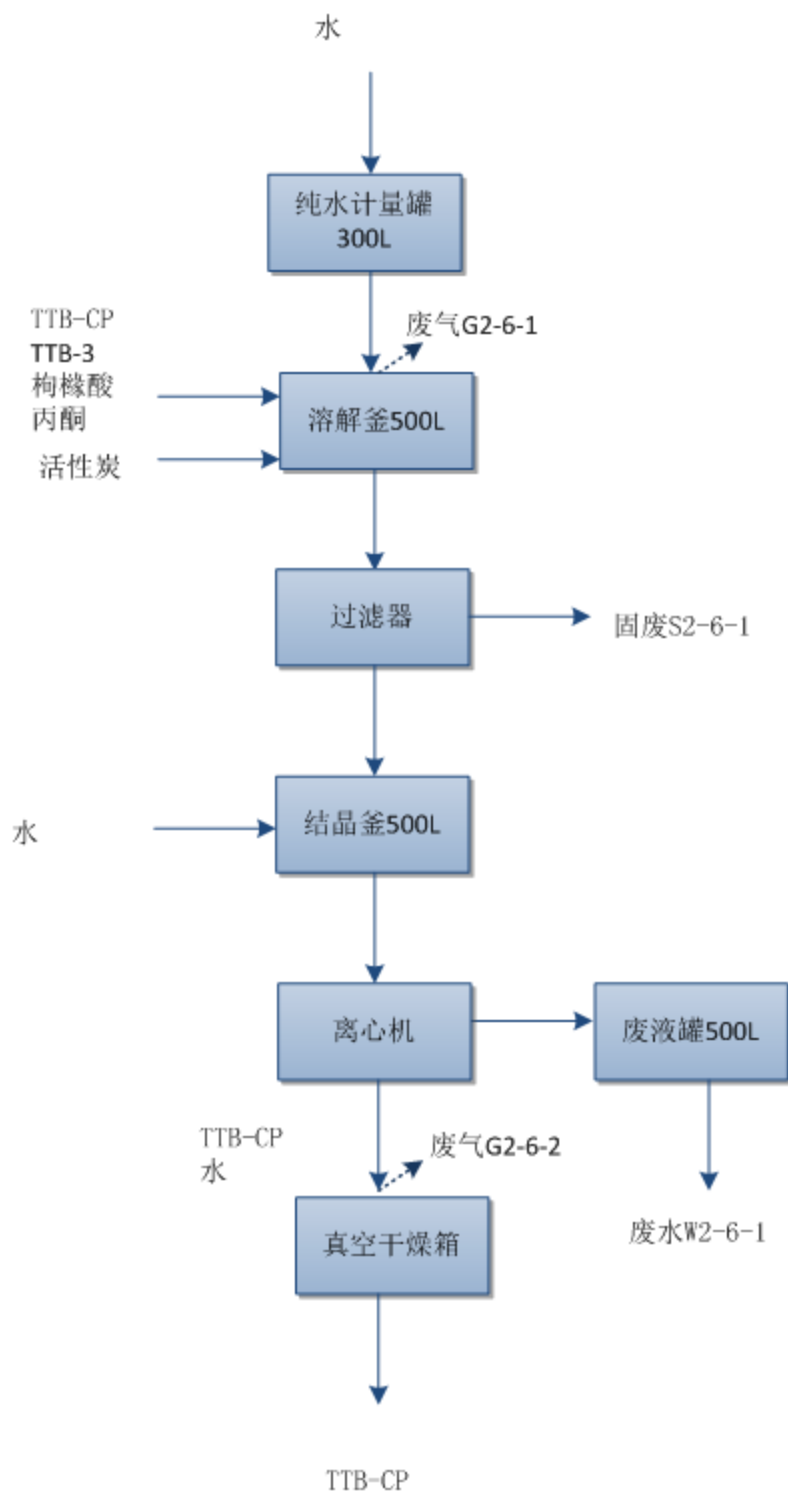 水
纯水计量罐
300L
废气G2-6-1
TTB-CP
TTB-3
枸橼酸
丙酮
活性炭
溶解釜500L
过滤器
固废S2-6-1
水
结晶釜500L
离心机
废液罐500L
TTB-CP
水
废气G2-6-2
废水W2-6-1
真空干燥箱
TTB-CP